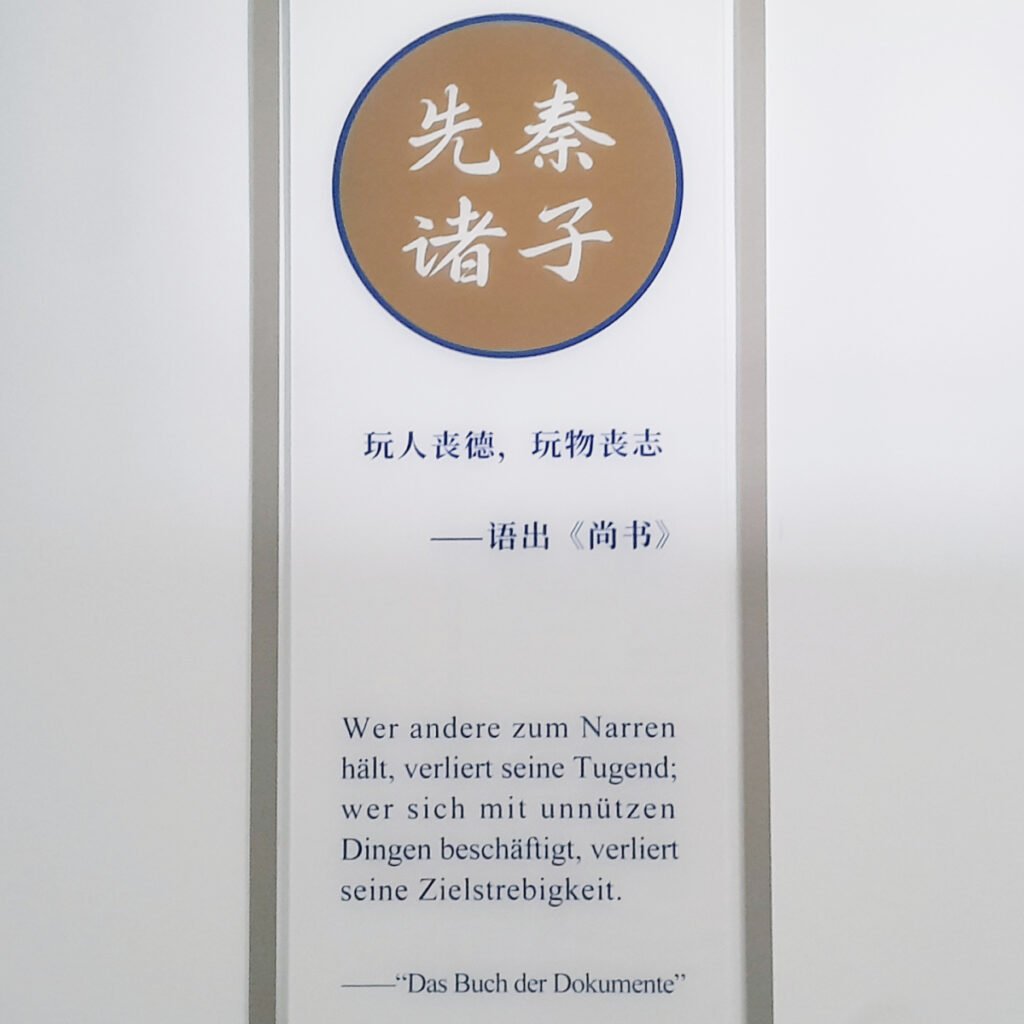 先秦
诸子
玩人丧德，玩物丧志
——语出《尚书》
Wer andere zum Narren
hält, verliert seine Tugend;
wer sich mit unnützen
Dingen beschäftigt, verliert
seine Zielstrebigkeit.
——“Das Buch der Dokumente”